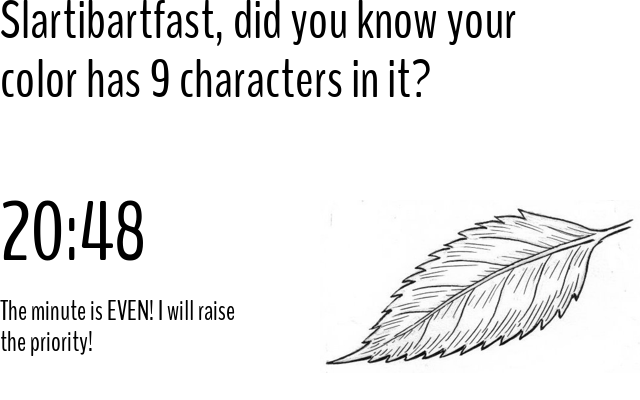 Slartibartfast, did you know your
color has 9 characters in it?
20:48
The minute is EVEN! I will raise
the priority!